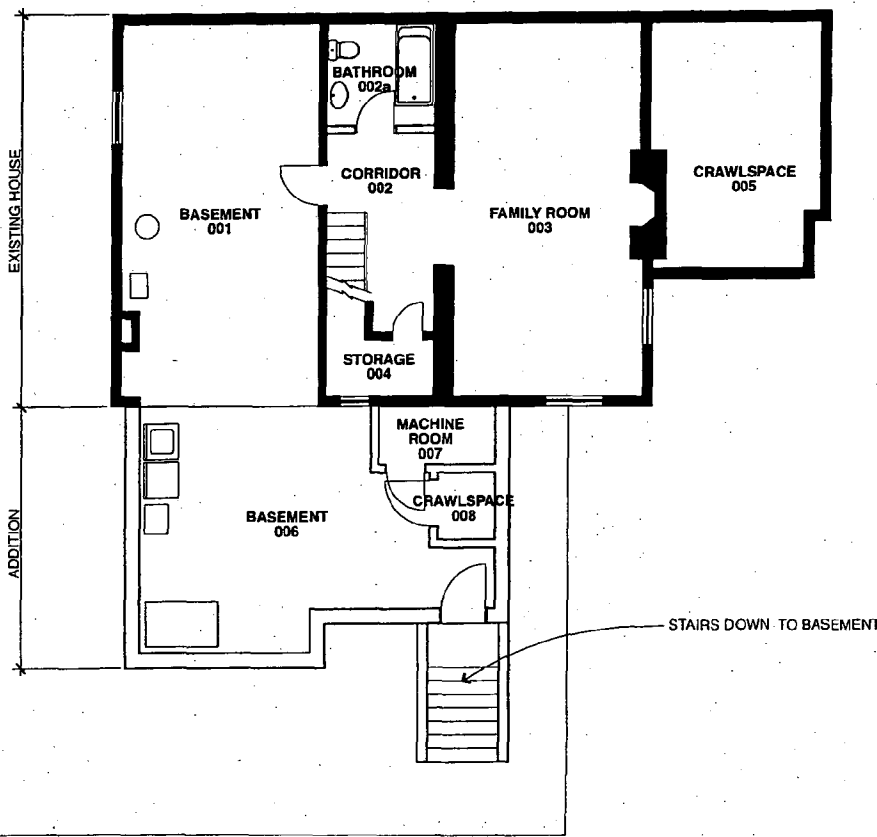 BATHROOM
002a
CORRIDOR
002
CRAWLSPACE
005
BASEMENT
001
FAMILY ROOM
003
EXISTING HOUSE
STORAGE
004
MACHINE
ROOM
007
CRAWLSPACE
008
BASEMENT
006
ADDITION
STAIRS DOWN TO BASEMENT